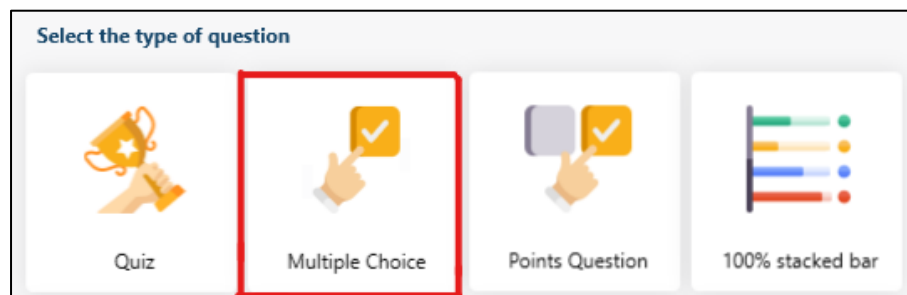 Select the type of question
Quiz
Multiple Choice
Points Question
100% stacked bar